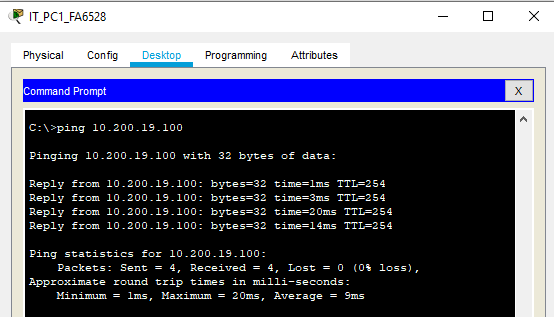 IT_PC1_FA6528
Physical Config Desktop Programming Attributes
Command Prompt X
C:\>ping 10.200.19.100
Pinging 10.200.19.100 with 32 bytes of data:
Reply from 10.200.19.100: bytes=32 time=1ms TTL=254
Reply from 10.200.19.100: bytes=32 time=3ms TTL=254
Reply from 10.200.19.100: bytes=32 time=20ms TTL=254
Reply from 10.200.19.100: bytes=32 time=14ms TTL=254
Ping statistics for 10.200.19.100:
Packets: Sent = 4, Received = 4, Lost = 0 (0% loss),
Approximate round trip times in milli-seconds:
Minimum = 1ms, Maximum = 20ms, Average = 9ms